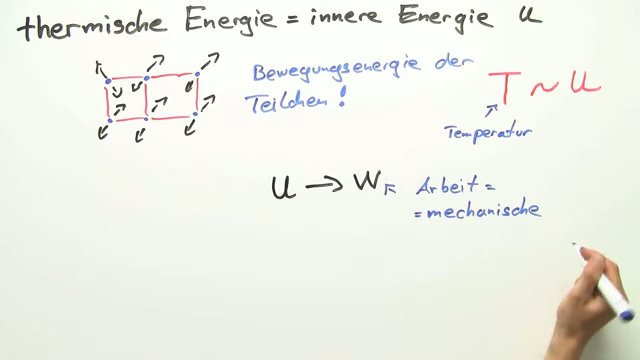 thermische Energie = innere Energie U
Bewegungsenergie der
Teilchen!
T ~ U
Temperatur
U → W
Arbeit =
= mechanische